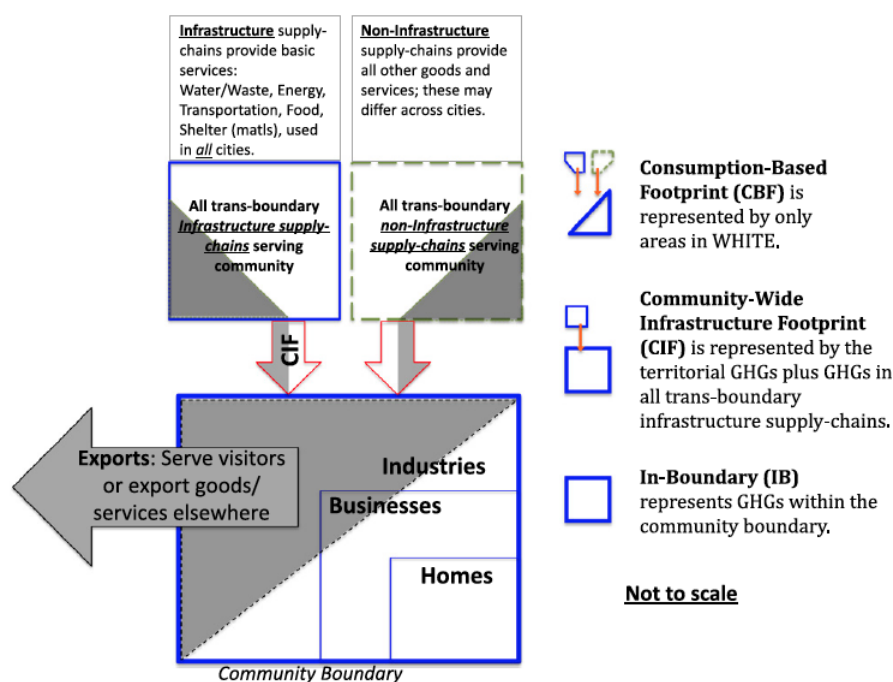 Infrastructure supply-
chains provide basic
services:
Water/Waste, Energy,
Transportation, Food,
Shelter (matls), used
in all cities.
Non-Infrastructure
supply-chains provide
all other goods and
services; these may
differ across cities.
All trans-boundary
Infrastructure supply-
chains serving
community
All trans-boundary
non-Infrastructure
supply-chains serving
community
CIF
Exports: Serve visitors
or export goods/
services elsewhere
Industries
Businesses
Homes
Community Boundary
Consumption-Based
Footprint (CBF) is
represented by only
areas in WHITE.
Community-Wide
Infrastructure Footprint
(CIF) is represented by the
territorial GHGs plus GHGs in
all trans-boundary
infrastructure supply-chains.
In-Boundary (IB)
represents GHGs within the
community boundary.
Not to scale